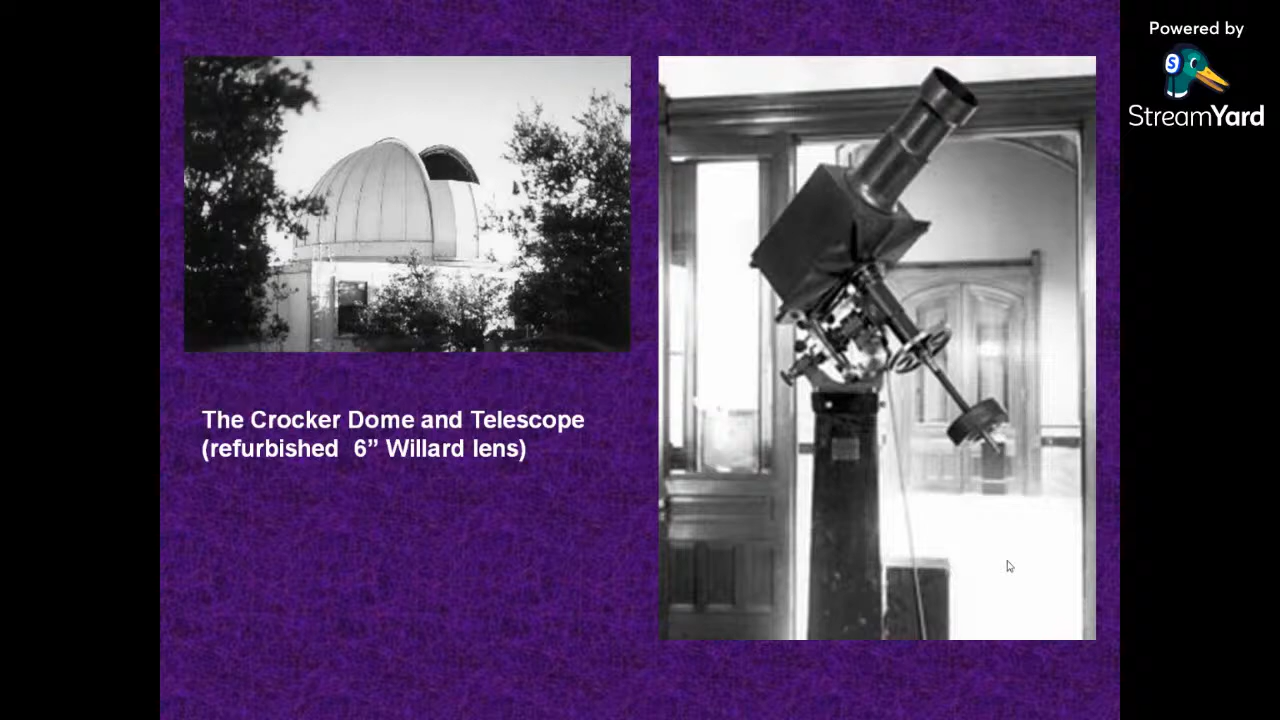 Powered by
S
StreamYard
The Crocker Dome and Telescope
(refurbished  6” Willard lens)